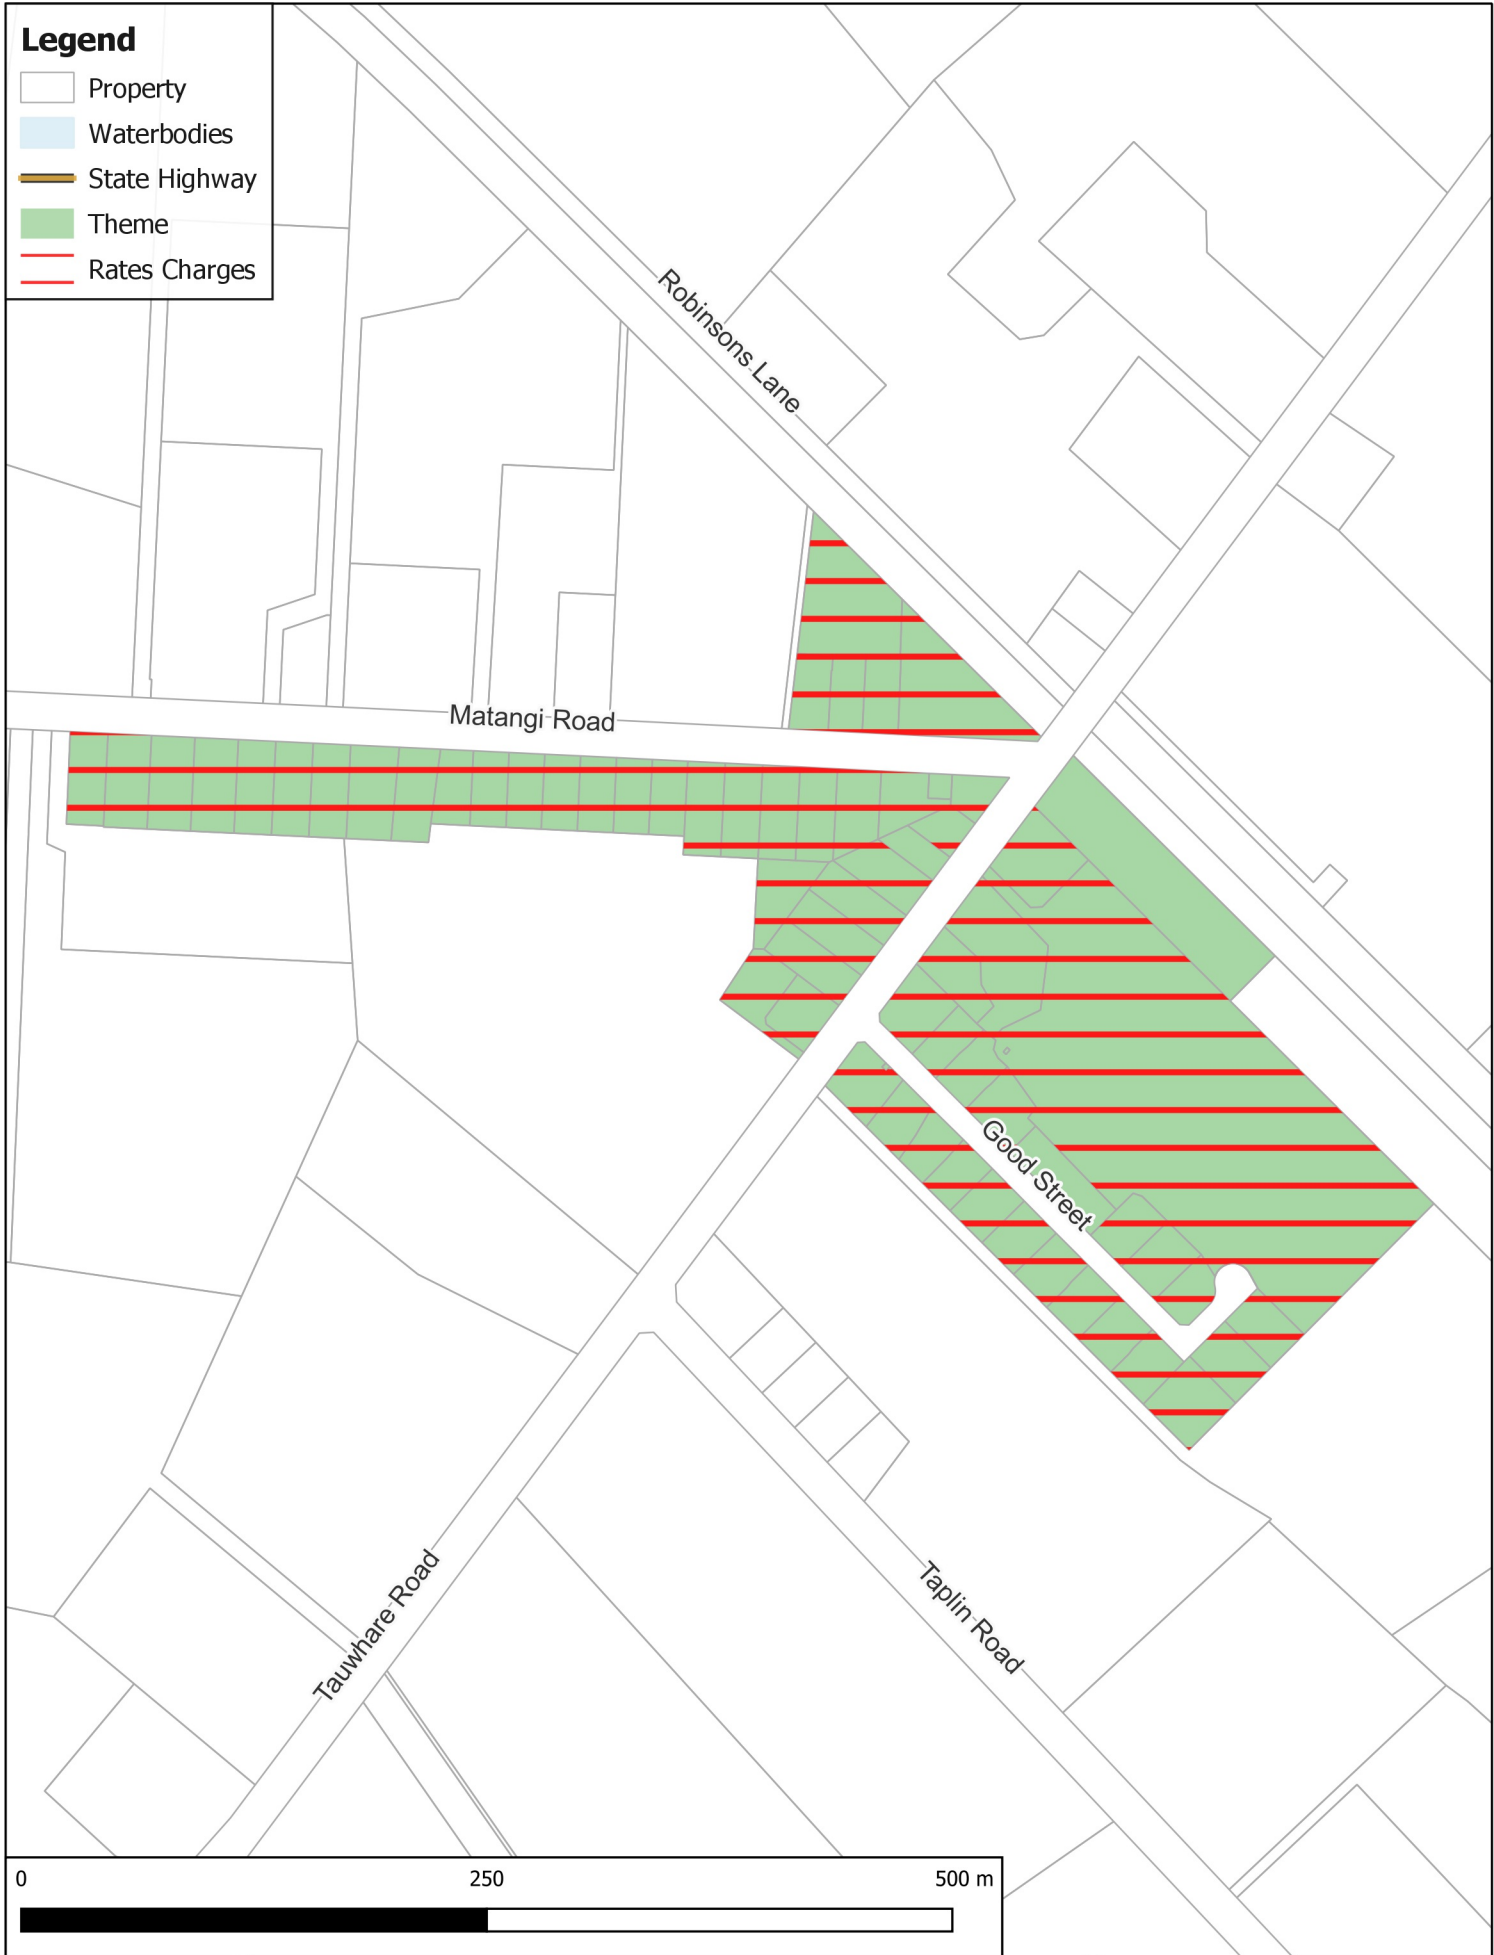 Legend
Property
Waterbodies
State Highway
Theme
Rates Charges
Robinsons Lane
Matangi Road
Good Street
Tauwhare Road
Taplin Road
0 250 500 m